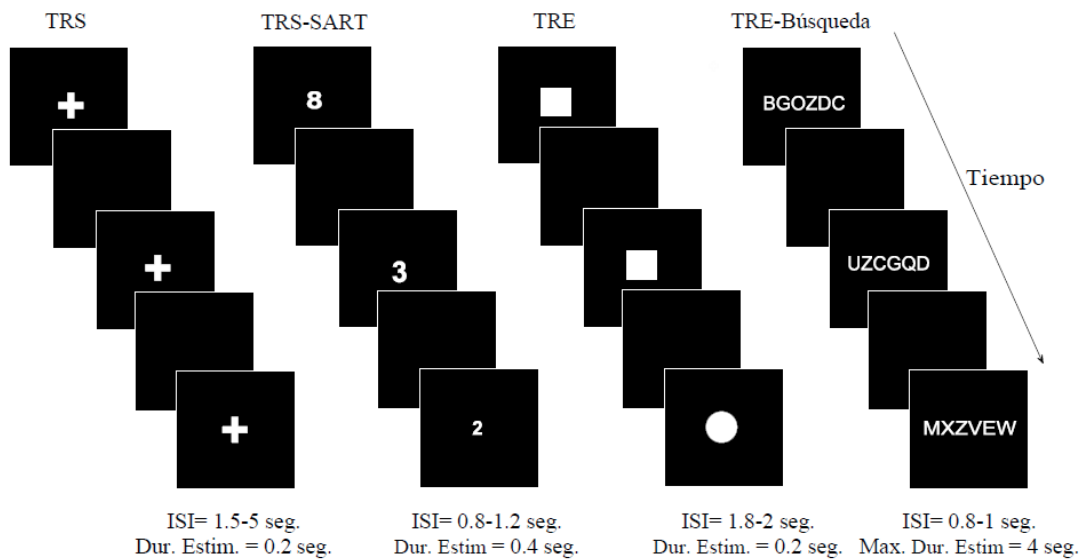 TRS
TRS-SART
TRE
TRE-Búsqueda
8
BGOZDC
Tiempo
3
UZCGQD
2
MXZVEW
ISI= 1.5-5 seg.
Dur. Estim. = 0.2 seg.
ISI= 0.8-1.2 seg.
Dur. Estim = 0.4 seg.
ISI= 1.8-2 seg.
Dur. Estim = 0.2 seg.
ISI= 0.8-1 seg.
Max. Dur. Estim = 4 seg.